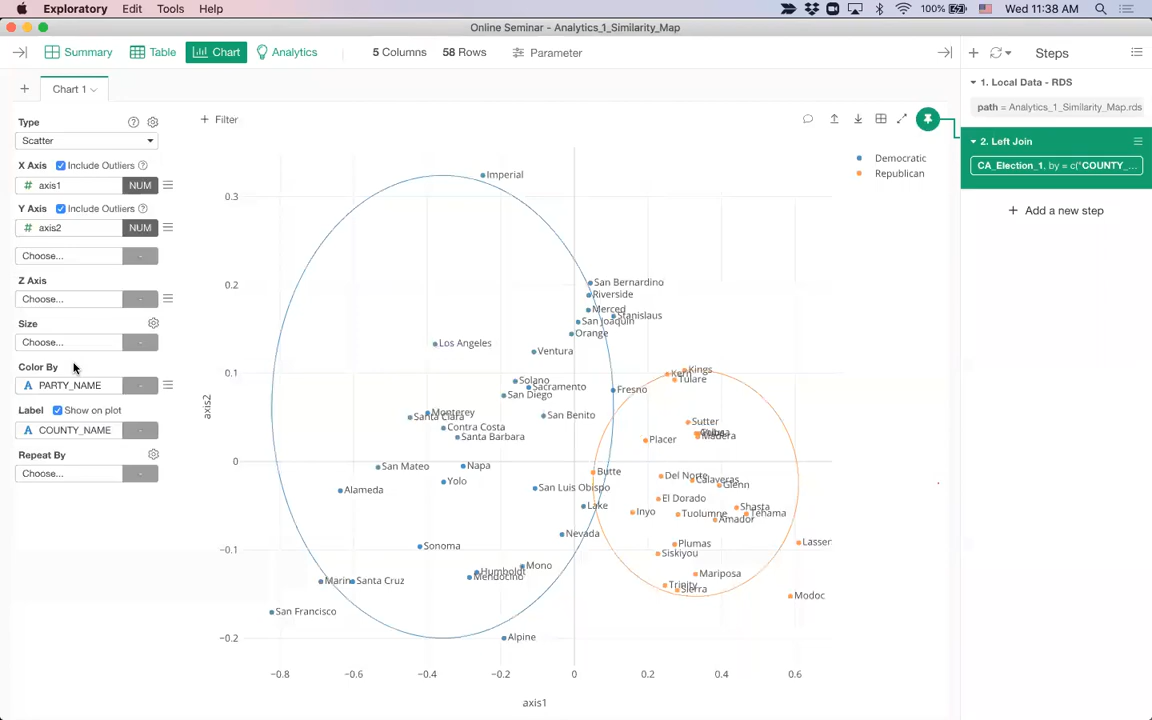 Exploratory Edit Tools Help 100% Wed 11:38 AM
Online Seminar - Analytics_1_Similarity_Map
Summary Table Chart Analytics 5 Columns 58 Rows Parameter Steps
Chart 1
1. Local Data - RDS
path = Analytics_1_Similarity_Map.rds
2. Left Join
CA_Election_1, by = c("COUNTY_...
Add a new step
Type
Scatter
X Axis Include Outliers
# axis1 NUM
Y Axis Include Outliers
# axis2 NUM
Choose... -
Z Axis
Choose... -
Size
Choose... -
Color By
A PARTY_NAME -
Label Show on plot
A COUNTY_NAME -
Repeat By
Choose... -
Filter
Democratic
Republican
Imperial
0.3
San Bernardino
0.2
Riverside
Merced
Stanislaus
San Joaquin
Orange
Los Angeles
Ventura
0.1
Kings
Kern
Tulare
Solano
Sacramento
San Diego
Fresno
axis2
Monterey
Santa Clara
San Benito
Sutter
Contra Costa
Santa Barbara
Madera
Placer
0
San Mateo
Napa
Butte
Yolo
Del Norte
Calaveras
Glenn
Alameda
San Luis Obispo
El Dorado
Lake
Inyo
Shasta
Tuolumne
Tehama
Amador
Nevada
Sonoma
Plumas
Lassen
−0.1
Siskiyou
Mono
Humboldt
Mendocino
Mariposa
Marin
Santa Cruz
Trinity
Sierra
Modoc
San Francisco
−0.2
Alpine
−0.8 −0.6 −0.4 −0.2 0 0.2 0.4 0.6
axis1